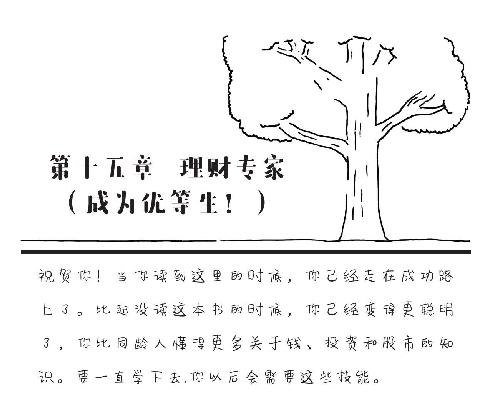 第十五章 理财专家
（成为优等生！）
祝贺你！当你读到这里的时候，你已经走在成功路
上了。比起没读这本书的时候，你已经变得更聪明
了，你比同龄人懂得更多关于钱、投资和股市的知
识。要一直学下去，你以后会需要这些技能。